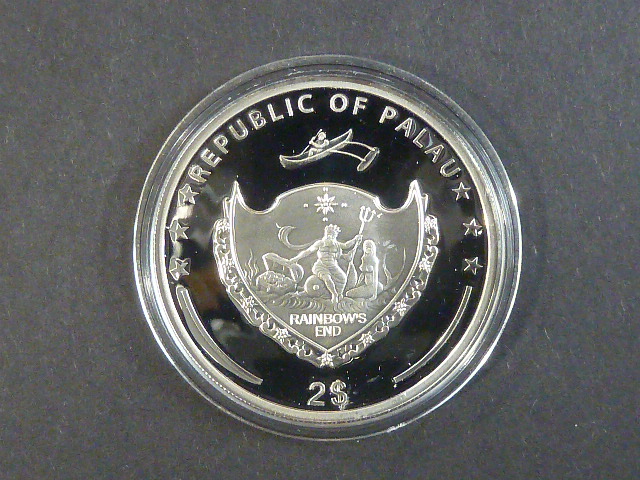 REPUBLIC OF PALAU
RAINBOW'S
END
2$